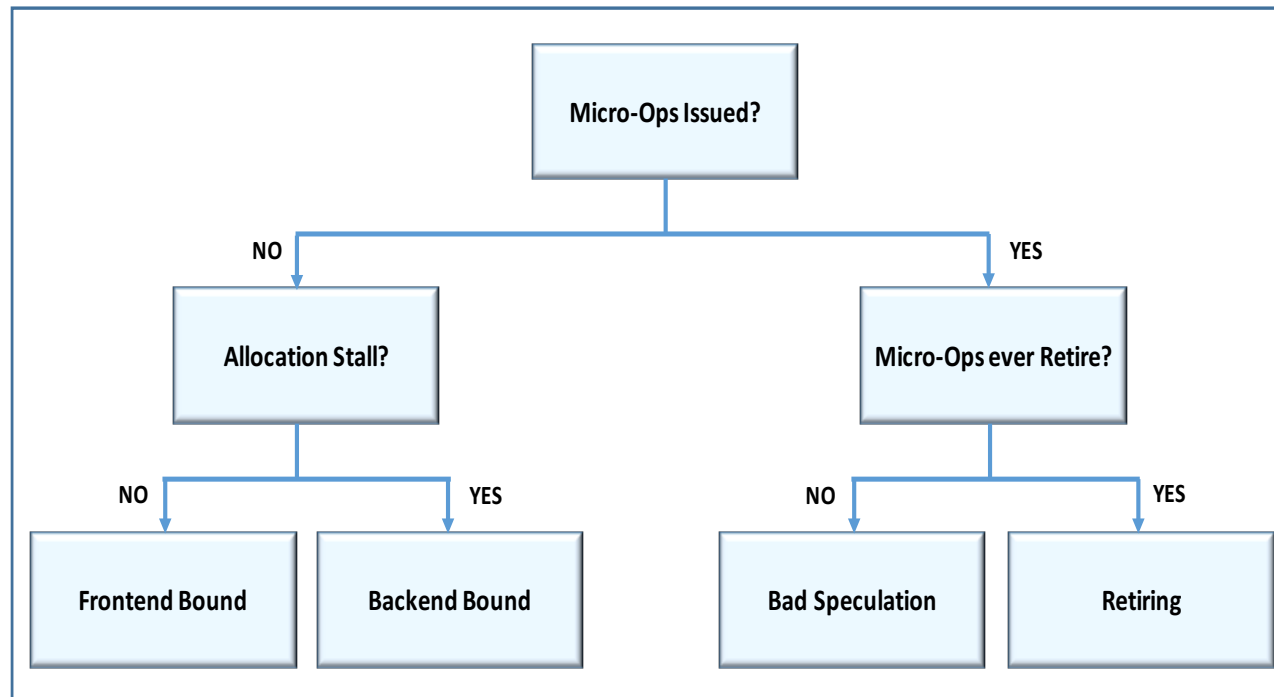 Micro-Ops Issued?
NO
YES
Allocation Stall?
Micro-Ops ever Retire?
NO
YES
NO
YES
Frontend Bound
Backend Bound
Bad Speculation
Retiring